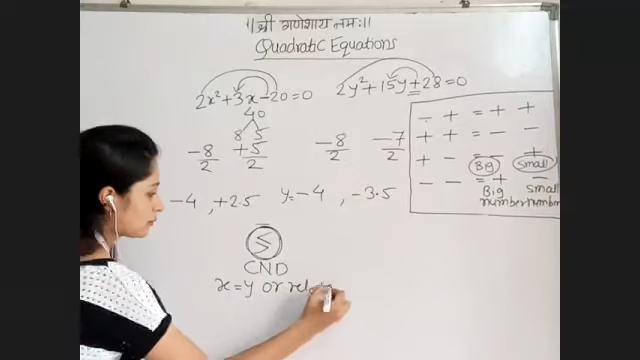 ॥ श्री गणेशाय नमः ॥
Quadratic Equations
2x² + 3x - 20 = 0
2y² + 15y + 28 = 0
40
8 5
-8/2 +5/2
-8/2 -7/2
-4 , +2.5
y = -4 , -3.5
- + = + +
+ + = - -
+ - = - +
Big Small
- - = + -
Big number
small number
≤
CND
x = y or rel